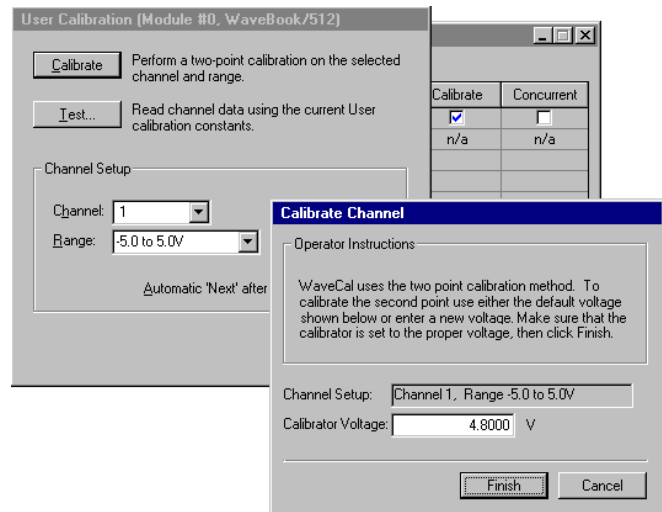 User Calibration (Module #0, WaveBook/512)
Calibrate
Perform a two-point calibration on the selected
channel and range.
Test...
Read channel data using the current User
calibration constants.
Calibrate
Concurrent
n/a
n/a
Channel Setup
Channel:
1
Range:
-5.0 to 5.0V
Automatic 'Next' after
Calibrate Channel
Operator Instructions
WaveCal uses the two point calibration method. To
calibrate the second point use either the default voltage
shown below or enter a new voltage. Make sure that the
calibrator is set to the proper voltage, then click Finish.
Channel Setup:
Channel 1, Range -5.0 to 5.0V
Calibrator Voltage:
4.8000
V
Finish
Cancel